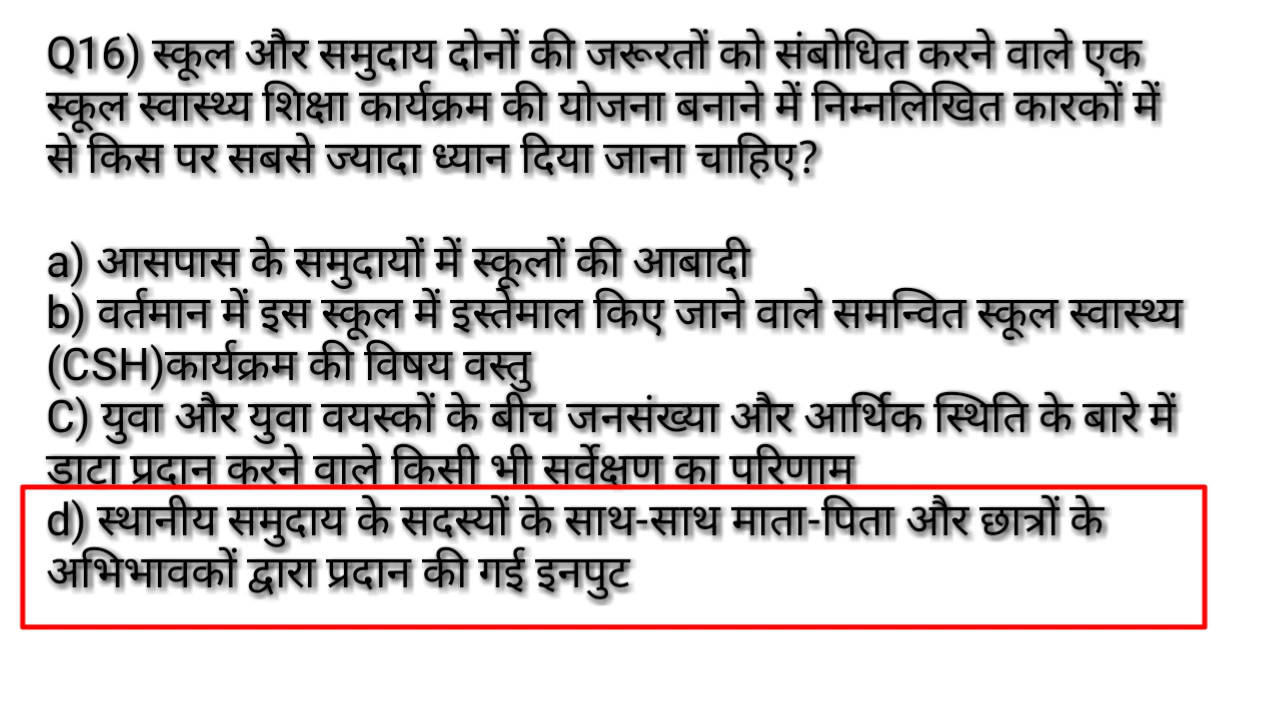 Q16) स्कूल और समुदाय दोनों की जरूरतों को संबोधित करने वाले एक
स्कूल स्वास्थ्य शिक्षा कार्यक्रम की योजना बनाने में निम्नलिखित कारकों में
से किस पर सबसे ज्यादा ध्यान दिया जाना चाहिए?
a) आसपास के समुदायों में स्कूलों की आबादी
b) वर्तमान में इस स्कूल में इस्तेमाल किए जाने वाले समन्वित स्कूल स्वास्थ्य
(CSH)कार्यक्रम की विषय वस्तु
C) युवा और युवा वयस्कों के बीच जनसंख्या और आर्थिक स्थिति के बारे में
डाटा प्रदान करने वाले किसी भी सर्वेक्षण का परिणाम
d) स्थानीय समुदाय के सदस्यों के साथ-साथ माता-पिता और छात्रों के
अभिभावकों द्वारा प्रदान की गई इनपुट